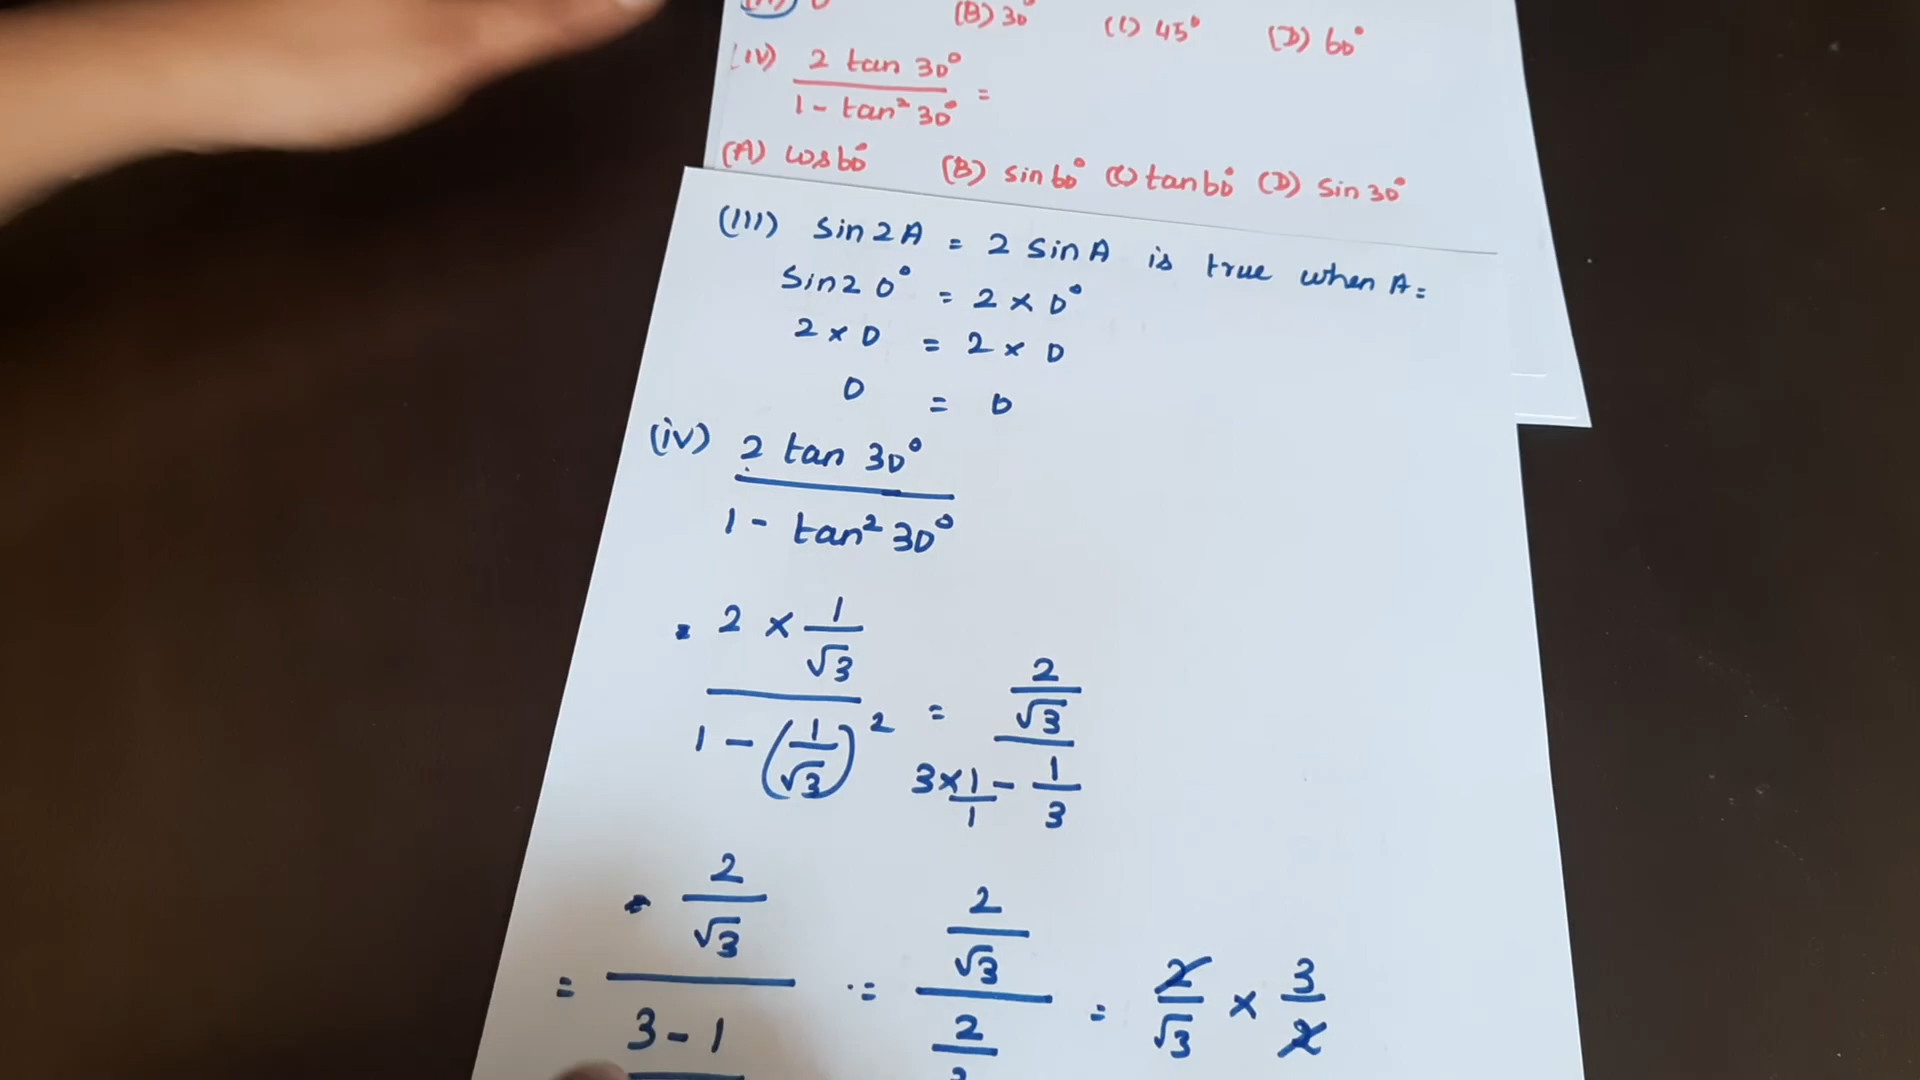 (B) 30° (C) 45° (D) 60°
(iv) 2 tan 30°
1 - tan² 30° =
(A) cos 60° (B) sin 60° (C) tan 60° (D) sin 30°
(III) sin 2A = 2 sin A is true when A =
sin 2 0° = 2 × 0°
2 × 0 = 2 × 0
0 = 0
(iv) 2 tan 30°
1 - tan² 30°
= 2 × 1/√3
1 - (1/√3)² = 2/√3
3×1/1 - 1/3
= 2/√3
3 - 1
= 2/√3
2
= 2/√3 × 3/2